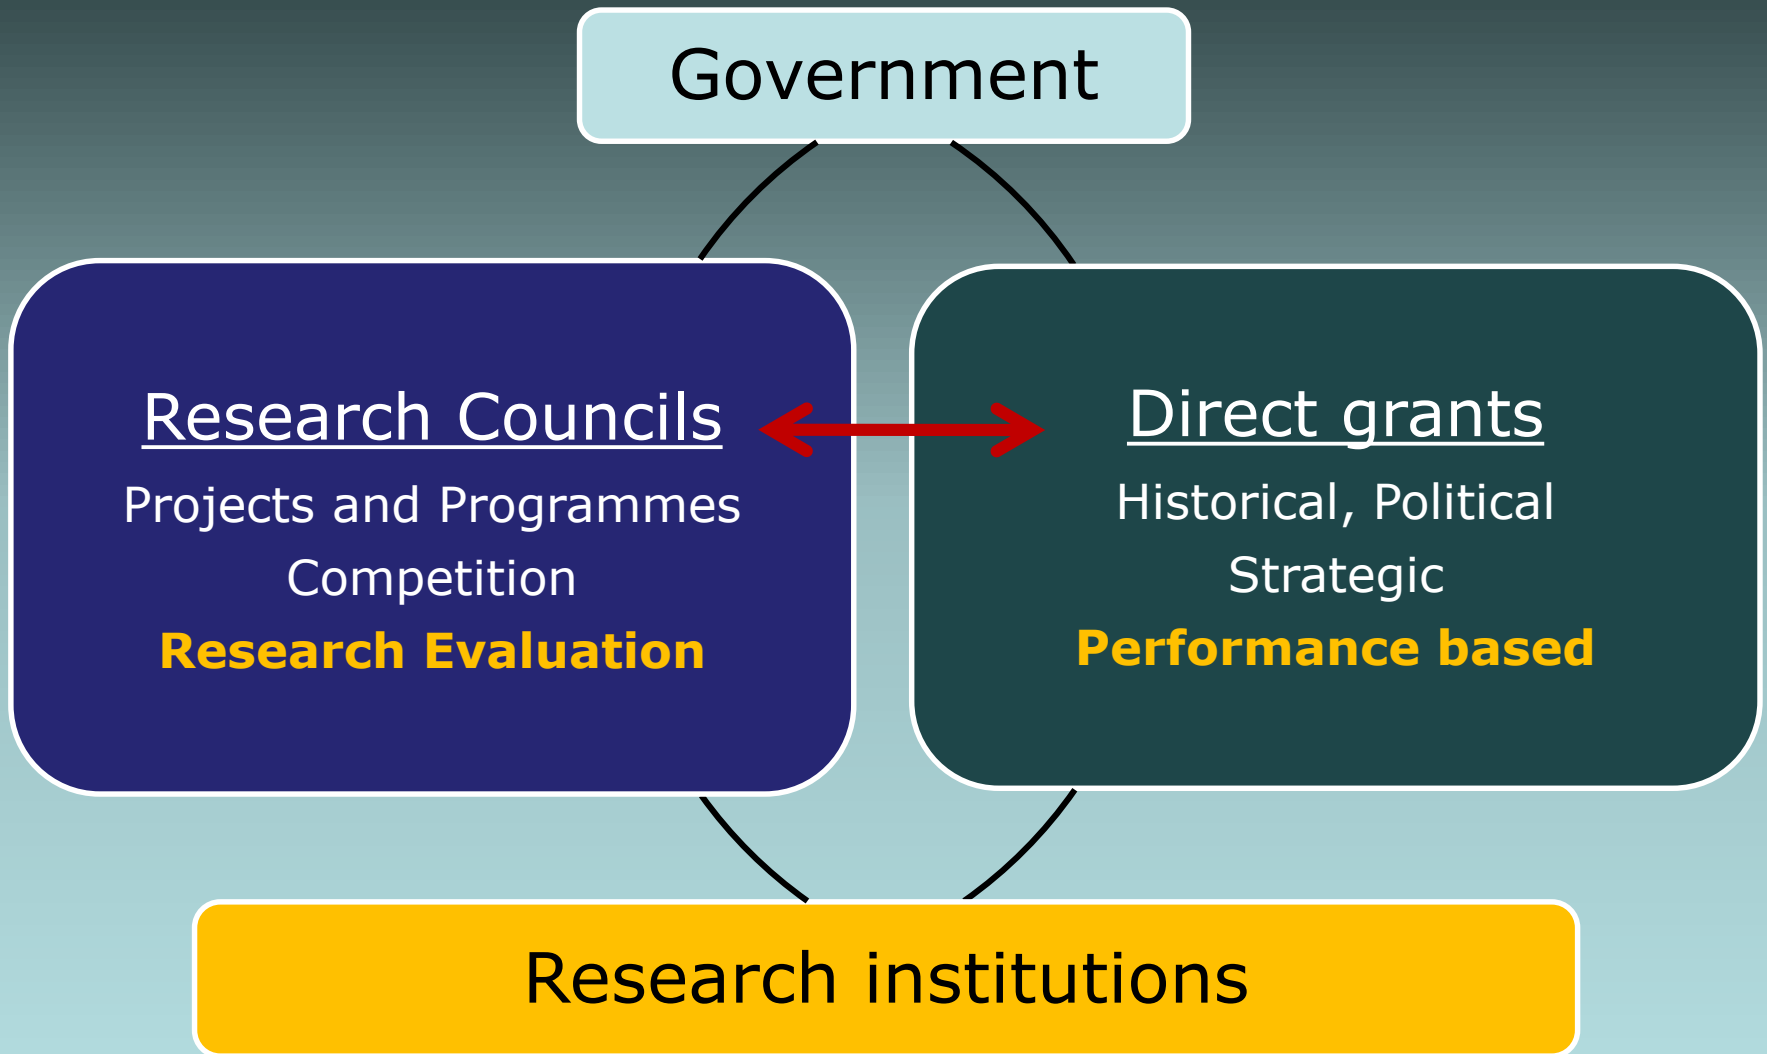 Government
Research Councils
Projects and Programmes
Competition
Research Evaluation
Direct grants
Historical, Political
Strategic
Performance based
Research institutions